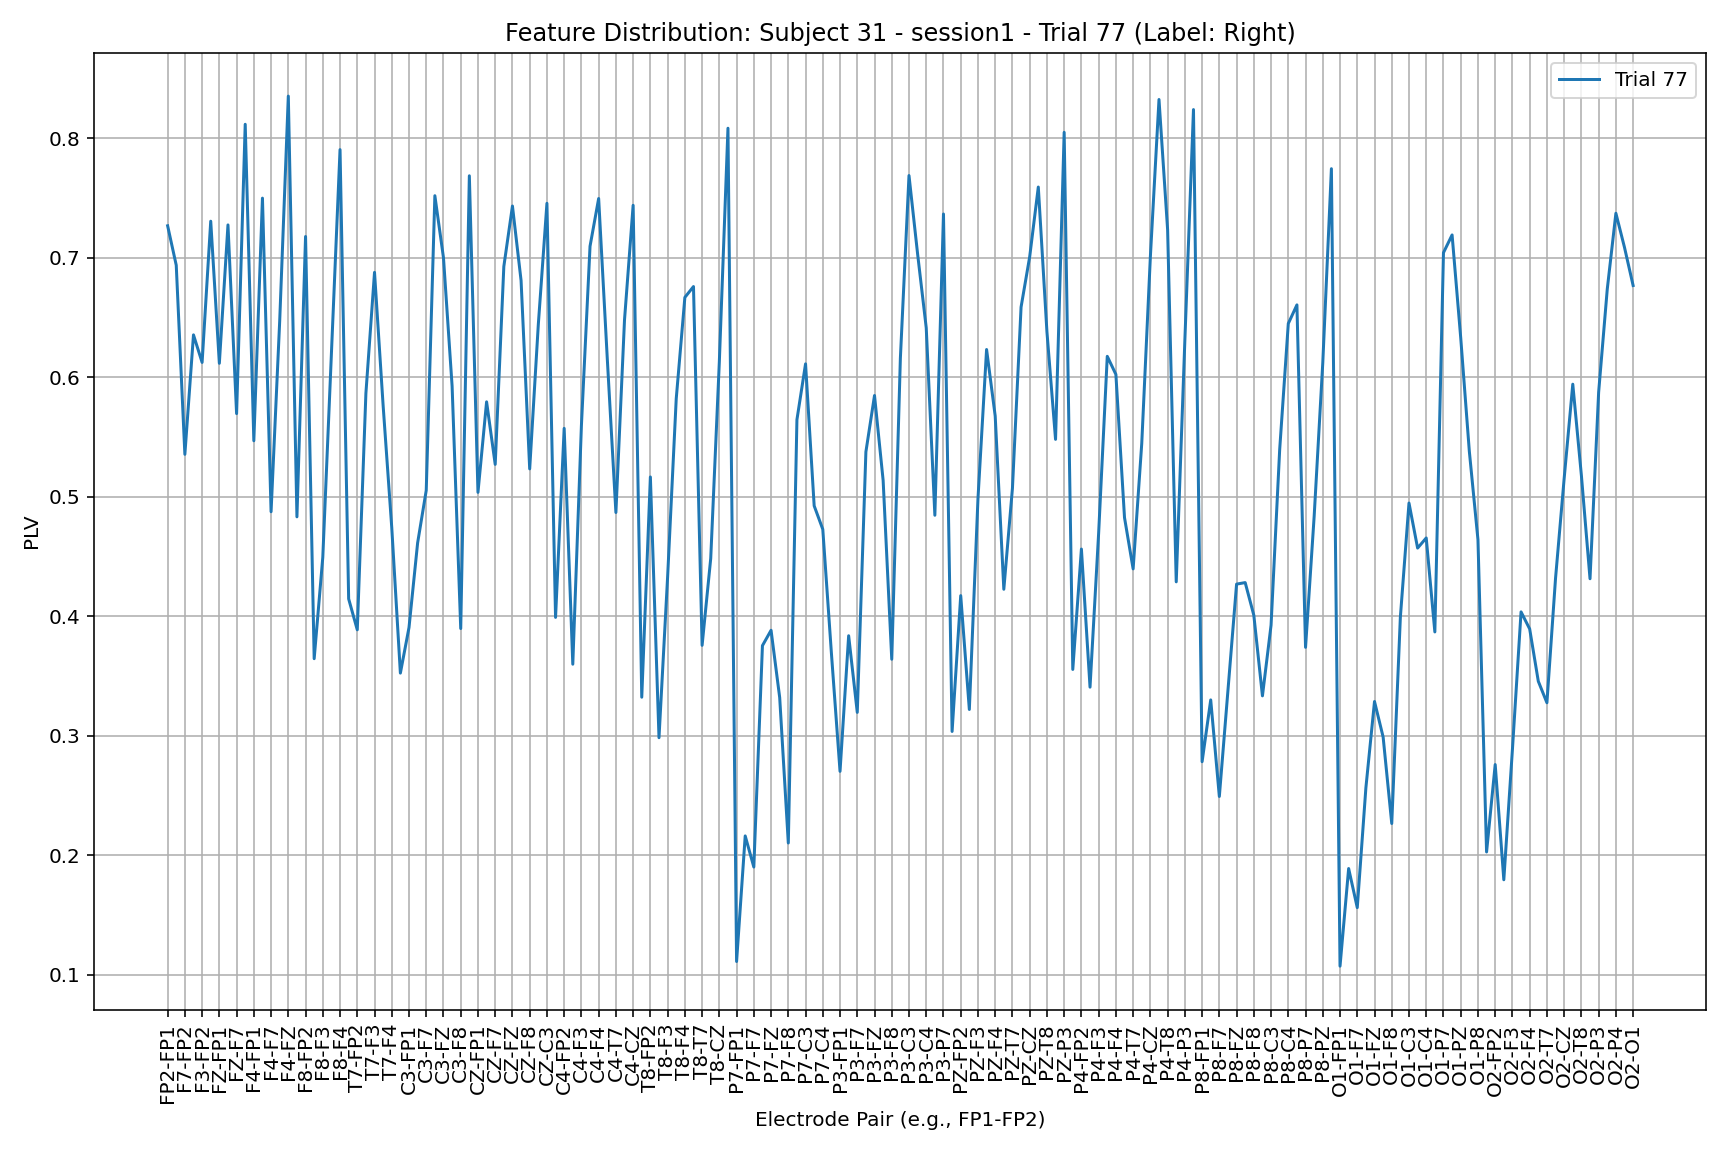 Feature Distribution: Subject 31 - session1 - Trial 77 (Label: Right)
Trial 77
PLV
0.8
0.7
0.6
0.5
0.4
0.3
0.2
0.1
FP2-FP1
F7-FP2
F3-FP2
FZ-FP1
FZ-F7
F4-FP1
F4-F7
F4-FZ
F8-FP2
F8-F3
F8-F4
T7-FP2
T7-F3
T7-F4
C3-FP1
C3-F7
C3-FZ
C3-F8
CZ-FP1
CZ-F7
CZ-FZ
CZ-F8
CZ-C3
C4-FP2
C4-F3
C4-F4
C4-T7
C4-CZ
T8-FP2
T8-F3
T8-F4
T8-T7
T8-CZ
P7-FP1
P7-F7
P7-FZ
P7-F8
P7-C3
P7-C4
P3-FP1
P3-F7
P3-FZ
P3-F8
P3-C3
P3-C4
P3-P7
PZ-FP2
PZ-F3
PZ-F4
PZ-T7
PZ-CZ
PZ-T8
PZ-P3
P4-FP2
P4-F3
P4-F4
P4-T7
P4-CZ
P4-T8
P4-P3
P8-FP1
P8-F7
P8-FZ
P8-F8
P8-C3
P8-C4
P8-P7
P8-PZ
O1-FP1
O1-F7
O1-FZ
O1-F8
O1-C3
O1-C4
O1-P7
O1-PZ
O1-P8
O2-FP2
O2-F3
O2-F4
O2-T7
O2-CZ
O2-T8
O2-P3
O2-P4
O2-O1
Electrode Pair (e.g., FP1-FP2)